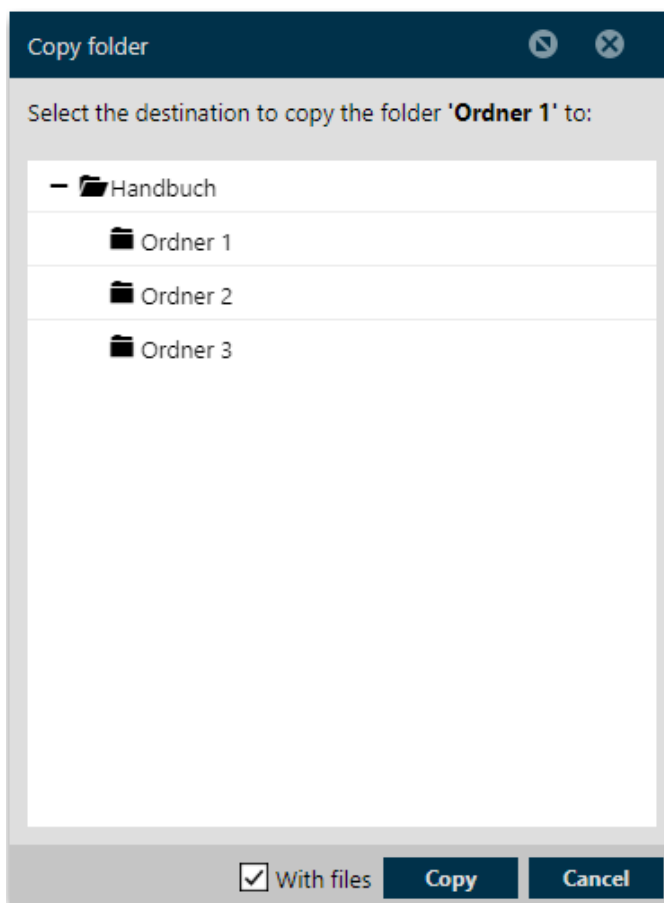 Copy folder
Select the destination to copy the folder 'Ordner 1' to:
Handbuch
Ordner 1
Ordner 2
Ordner 3
With files Copy Cancel